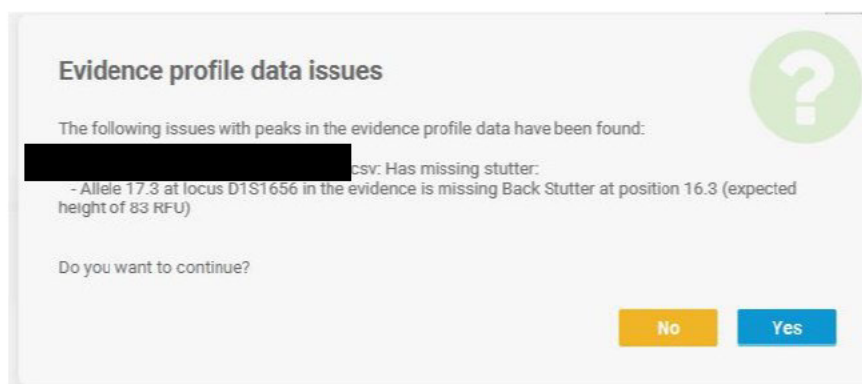 Evidence profile data issues
The following issues with peaks in the evidence profile data have been found:
csv: Has missing stutter:
- Allele 17.3 at locus D1S1656 in the evidence is missing Back Stutter at position 16.3 (expected
height of 83 RFU)
Do you want to continue?
No
Yes